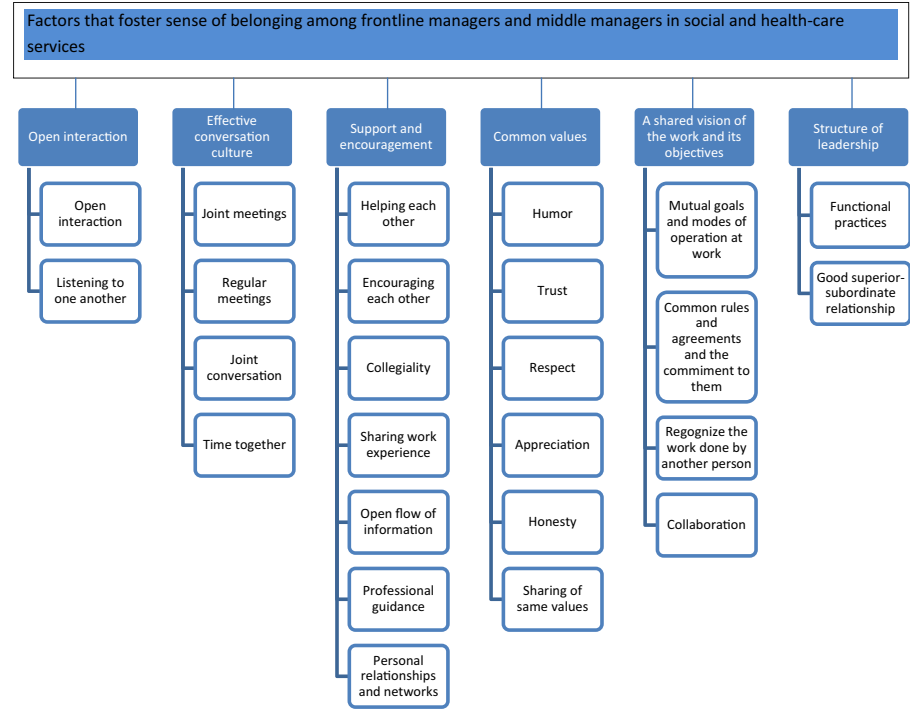 Factors that foster sense of belonging among frontline managers and middle managers in social and health-care
services
Open interaction
Open
interaction
Listening to
one another
Effective
conversation
culture
Joint meetings
Regular
meetings
Joint
conversation
Time together
Support and
encouragement
Helping each
other
Encouraging
each other
Collegiality
Sharing work
experience
Open flow of
information
Professional
guidance
Personal
relationships
and networks
Common values
Humor
Trust
Respect
Appreciation
Honesty
Sharing of
same values
A shared vision of
the work and its
objectives
Mutual goals
and modes of
operation at
work
Common rules
and
agreements
and the
commiment to
them
Regognize the
work done by
another person
Collaboration
Structure of
leadership
Functional
practices
Good superior-
subordinate
relationship